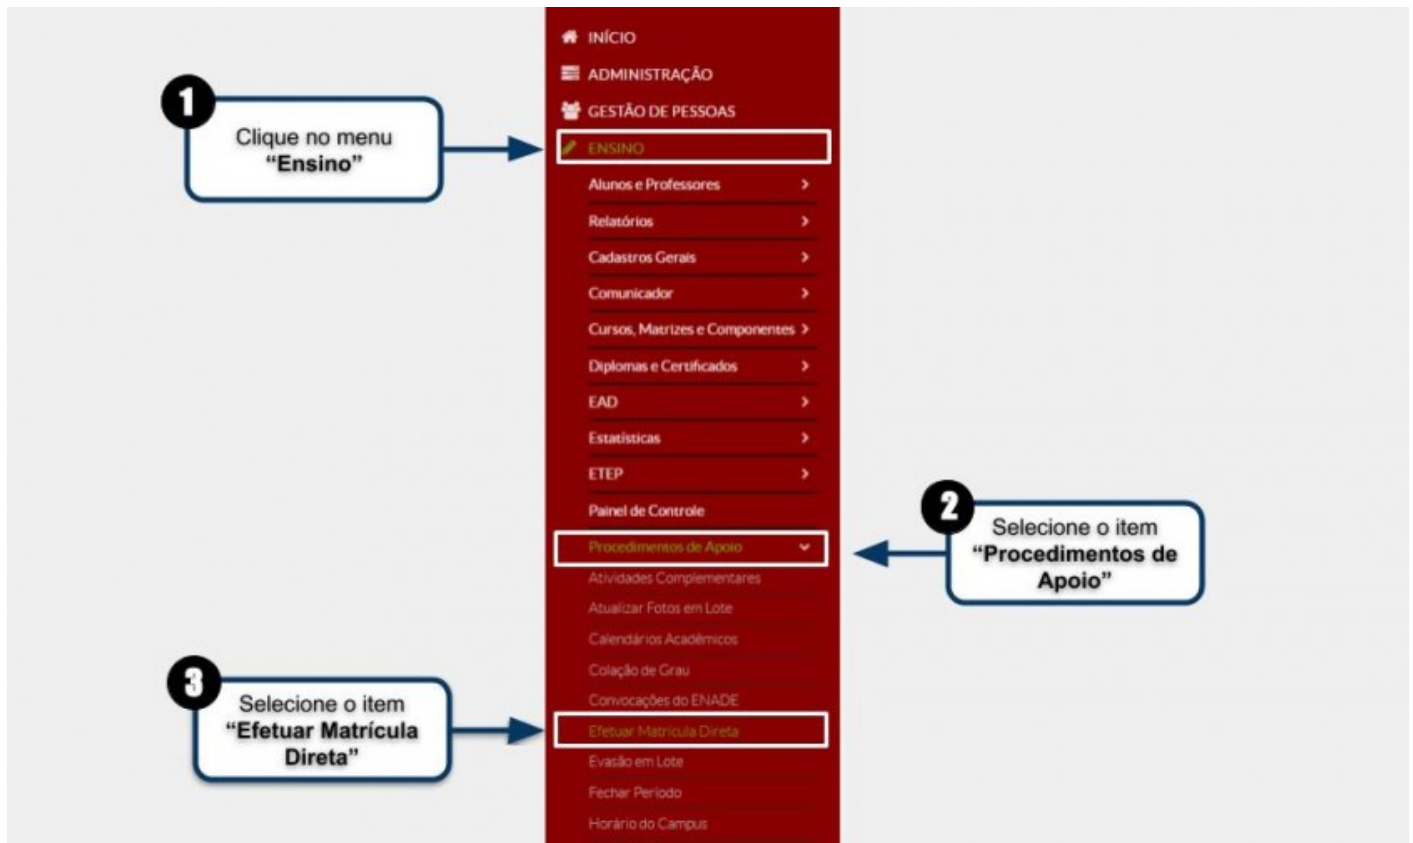 INÍCIO
ADMINISTRAÇÃO
GESTÃO DE PESSOAS
1
Clique no menu
“Ensino”
ENSINO
Alunos e Professores
Relatórios
Cadastros Gerais
Comunicador
Cursos, Matrizes e Componentes
Diplomas e Certificados
EAD
Estatísticas
ETEP
Painel de Controle
2
Selecione o item
“Procedimentos de
Apoio”
Procedimentos de Apoio
Atividades Complementares
Atualizar Fotos em Lote
Calendários Acadêmicos
Colação de Grau
Convocações do ENADE
3
Selecione o item
“Efetuar Matrícula
Direta”
Efetuar Matrícula Direta
Evasão em Lote
Fechar Período
Horário do Campus